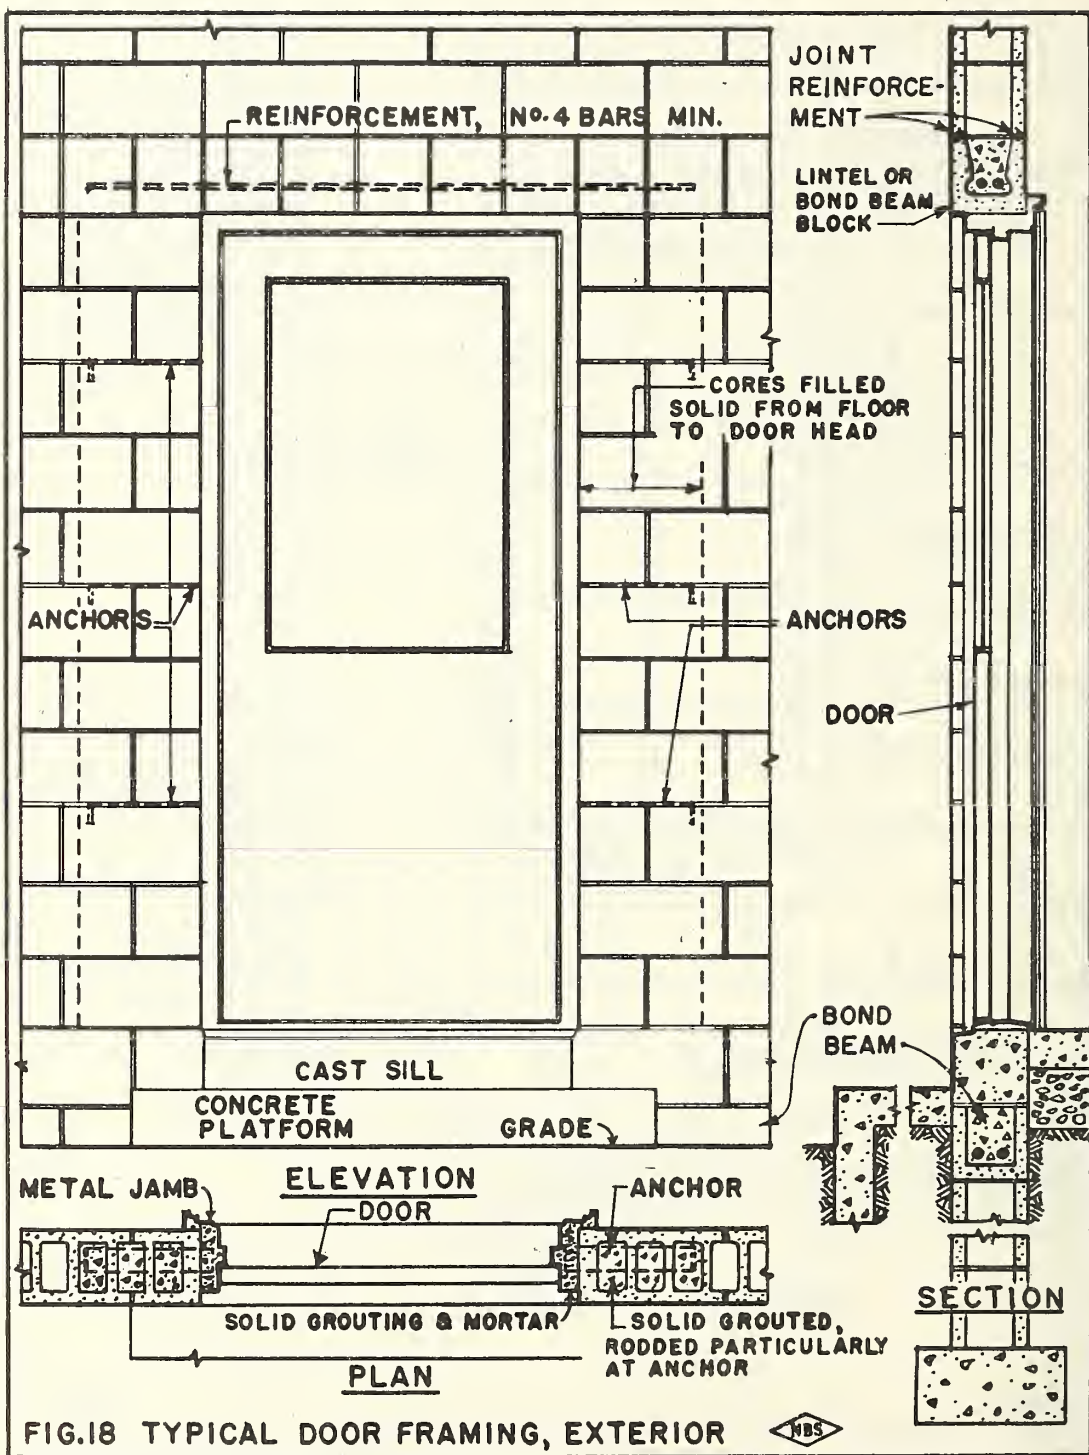 JOINT
REINFORCE-
MENT
REINFORCEMENT, No. 4 BARS MIN.
LINTEL OR
BOND BEAM
BLOCK
CORES FILLED
SOLID FROM FLOOR
TO DOOR HEAD
ANCHORS
ANCHORS
DOOR
BOND
BEAM
CAST SILL
CONCRETE
PLATFORM
GRADE
ELEVATION
METAL JAMB
DOOR
ANCHOR
SOLID GROUTING & MORTAR
SOLID GROUTED,
RODDED PARTICULARLY
AT ANCHOR
SECTION
PLAN
FIG.18 TYPICAL DOOR FRAMING, EXTERIOR
NBS